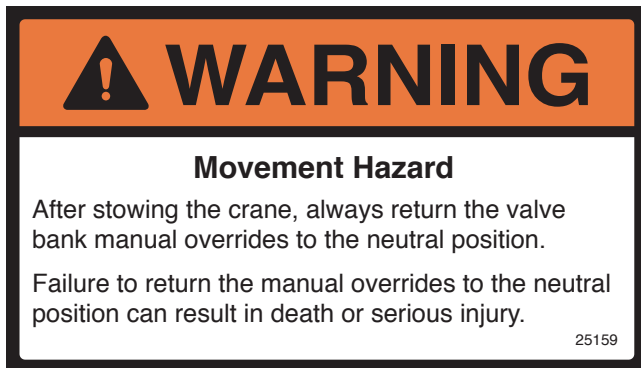 WARNING
Movement Hazard
After stowing the crane, always return the valve
bank manual overrides to the neutral position.
Failure to return the manual overrides to the neutral
position can result in death or serious injury.
25159